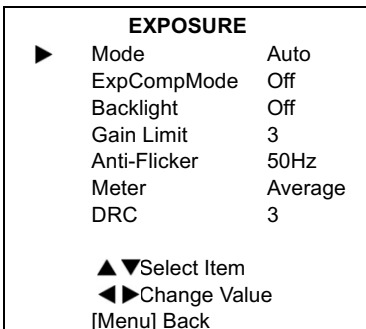 EXPOSURE
▶ Mode Auto
ExpCompMode Off
Backlight Off
Gain Limit 3
Anti-Flicker 50Hz
Meter Average
DRC 3
▲▼Select Item
◀▶Change Value
[Menu] Back